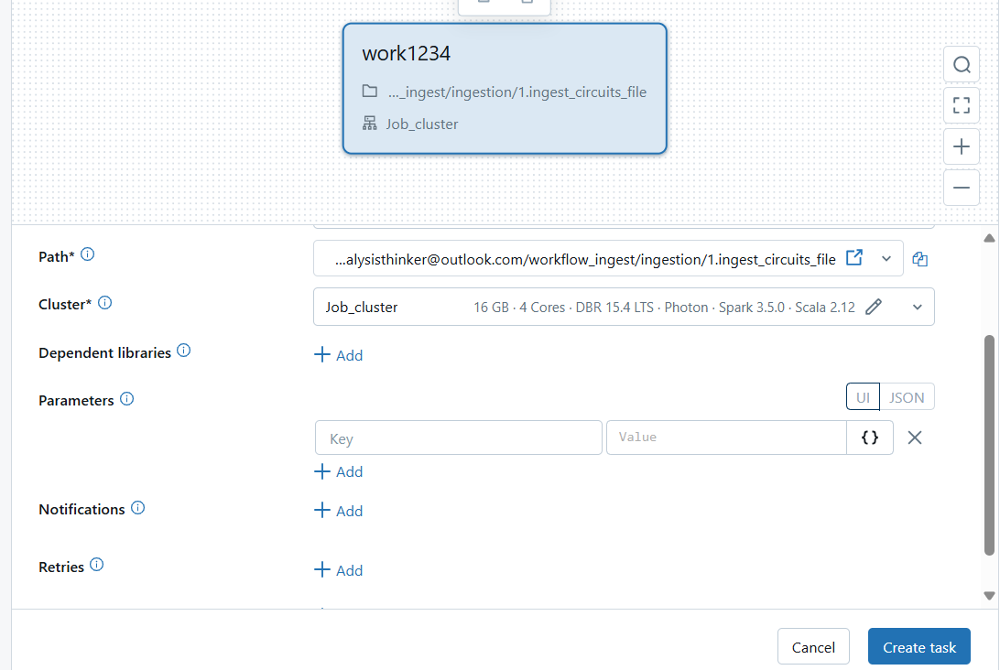 work1234
..._ingest/ingestion/1.ingest_circuits_file
Job_cluster
Path*
...alysisthinker@outlook.com/workflow_ingest/ingestion/1.ingest_circuits_file
Cluster*
Job_cluster 16 GB · 4 Cores · DBR 15.4 LTS · Photon · Spark 3.5.0 · Scala 2.12
Dependent libraries
+ Add
Parameters
UI JSON
Key Value { }
+ Add
Notifications
+ Add
Retries
+ Add
Cancel Create task